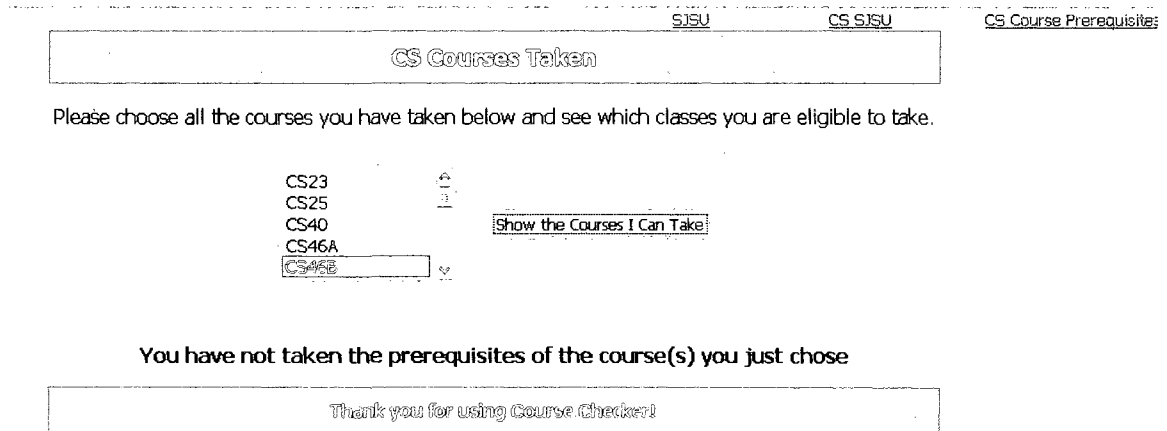 SJSU CS SJSU CS Course Prerequisites
CS Courses Taken
Please choose all the courses you have taken below and see which classes you are eligible to take.
CS23
CS25
CS40
Show the Courses I Can Take
CS46A
CS46B
You have not taken the prerequisites of the course(s) you just chose
Thank you for using Course Checker!